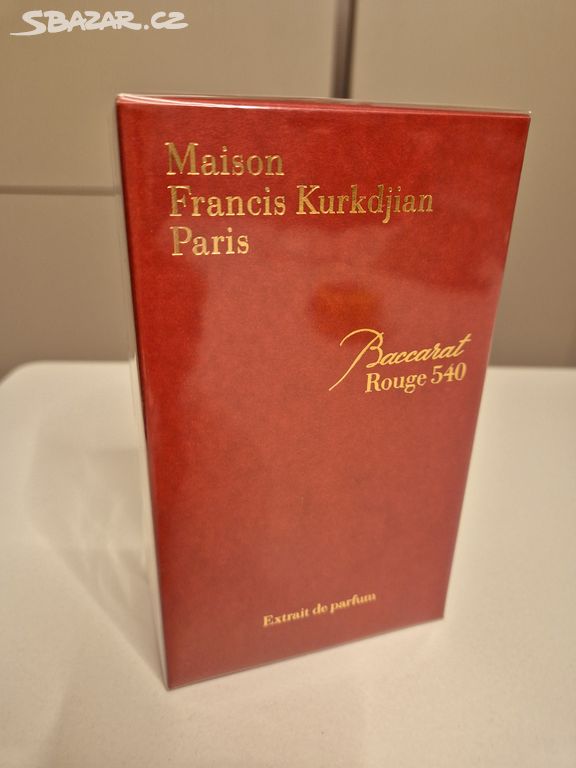 SBAZAR.CZ
Maison
Francis Kurkdjian
Paris
Baccarat
Rouge 540
Extrait de parfum